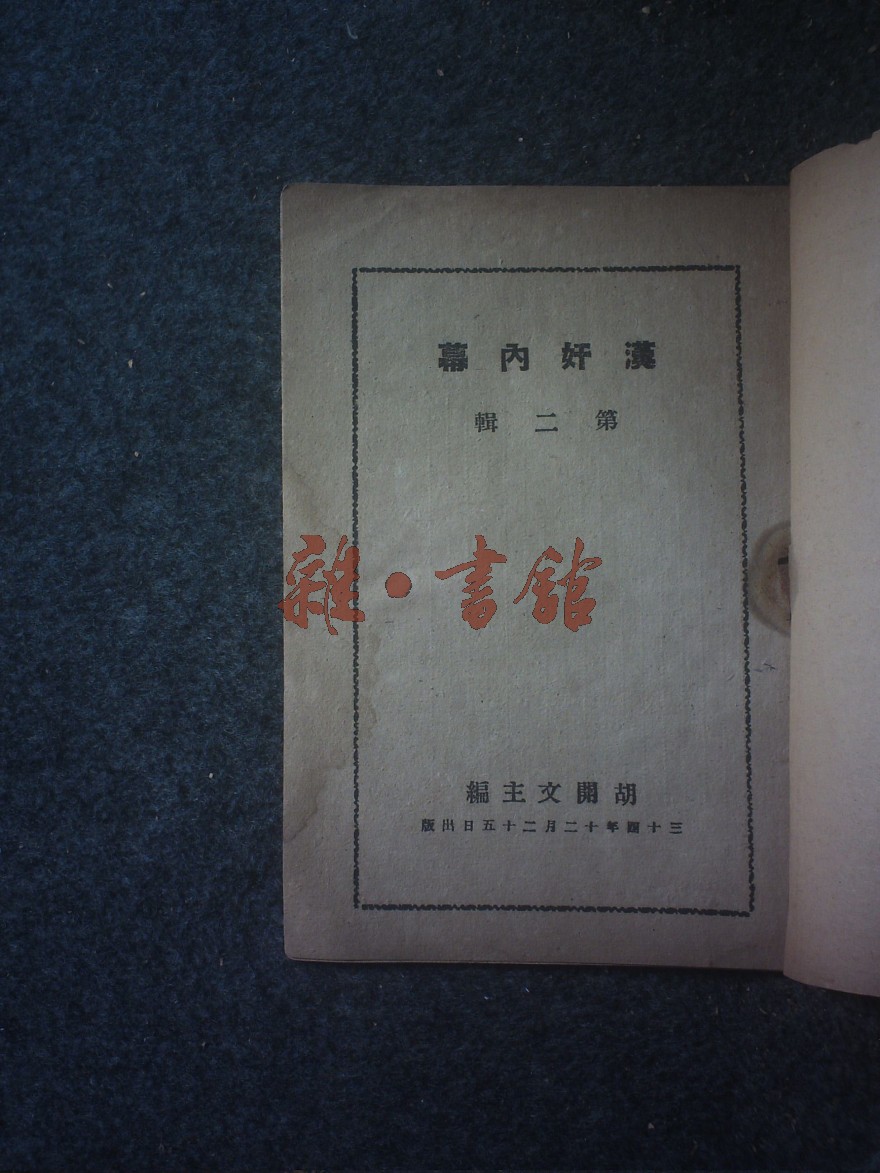 漢奸內幕
第二輯
雜·書館
胡開文主編
三十四年十二月二十五日出版